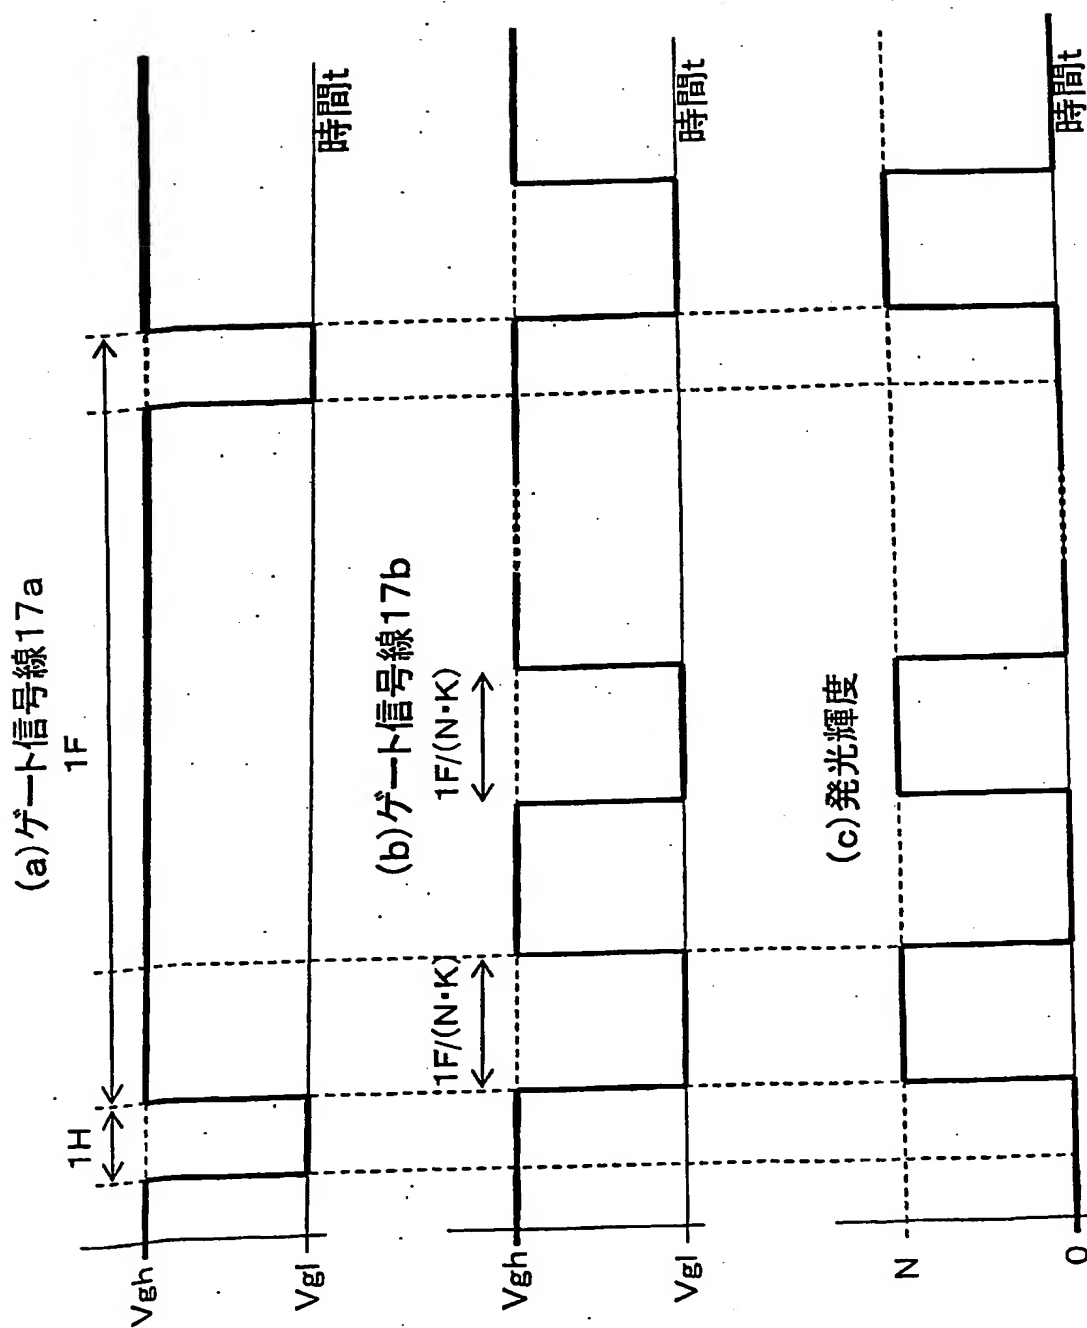 (a)ゲート信号線17a
1H
1F
Vgh
Vgl
時間t
(b)ゲート信号線17b
1F/(N・K)
1F/(N・K)
Vgh
Vgl
時間t
(c)発光輝度
N
0
時間t